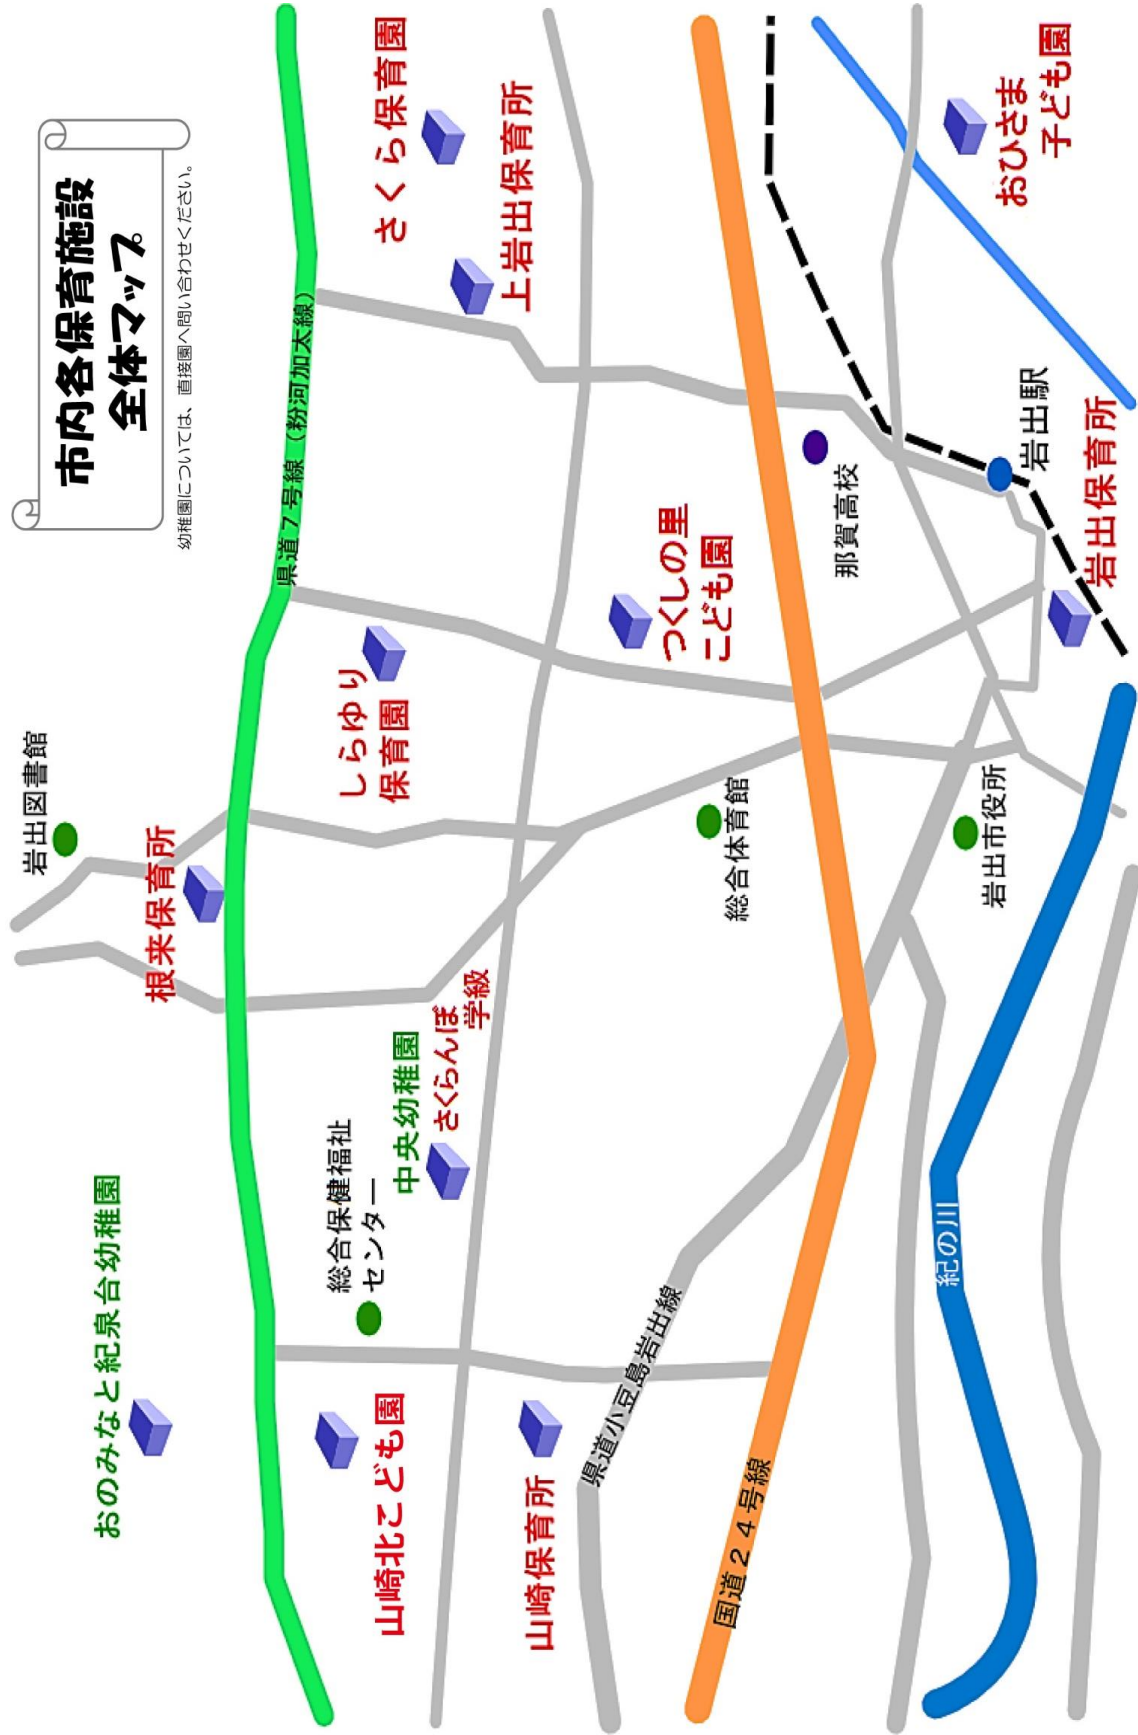 市内各保育施設
全体マップ
幼稚園については、直接園へ問い合わせください。
おのみなと紀泉台幼稚園
岩出図書館
根来保育所
県道７号線（粉河加太線）
山崎北こども園
総合保健福祉
センター
中央幼稚園
さくらんぼ
学級
しらゆり
保育園
さくら保育園
上岩出保育所
山崎保育所
県道小豆島岩出線
つくしの里
こども園
総合体育館
国道２４号線
那賀高校
岩出市役所
紀の川
岩出駅
岩出保育所
おひさま
子ども園